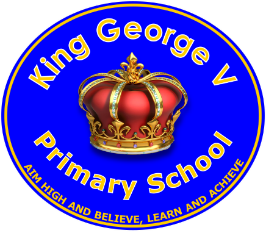 King George V
Primary School
AIM HIGH AND BELIEVE, LEARN AND ACHIEVE